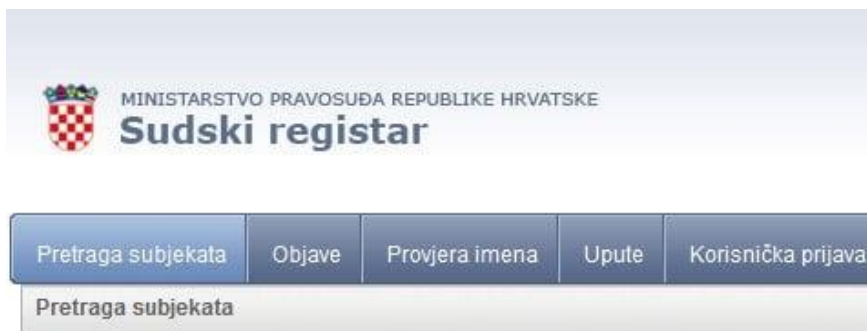 MINISTARSTVO PRAVOSUĐA REPUBLIKE HRVATSKE
Sudski registar
Pretraga subjekata Objave Provjera imena Upute Korisnička prijava
Pretraga subjekata